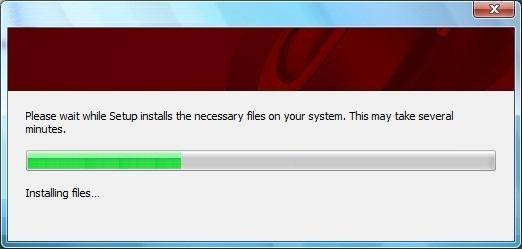 Please wait while Setup installs the necessary files on your system. This may take several
minutes.
Installing files...